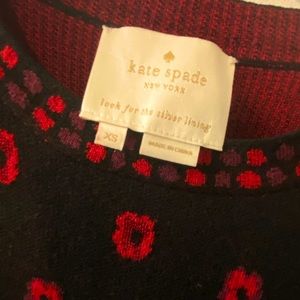 kate spade
NEW YORK
look for the silver lining
XS
MADE IN CHINA